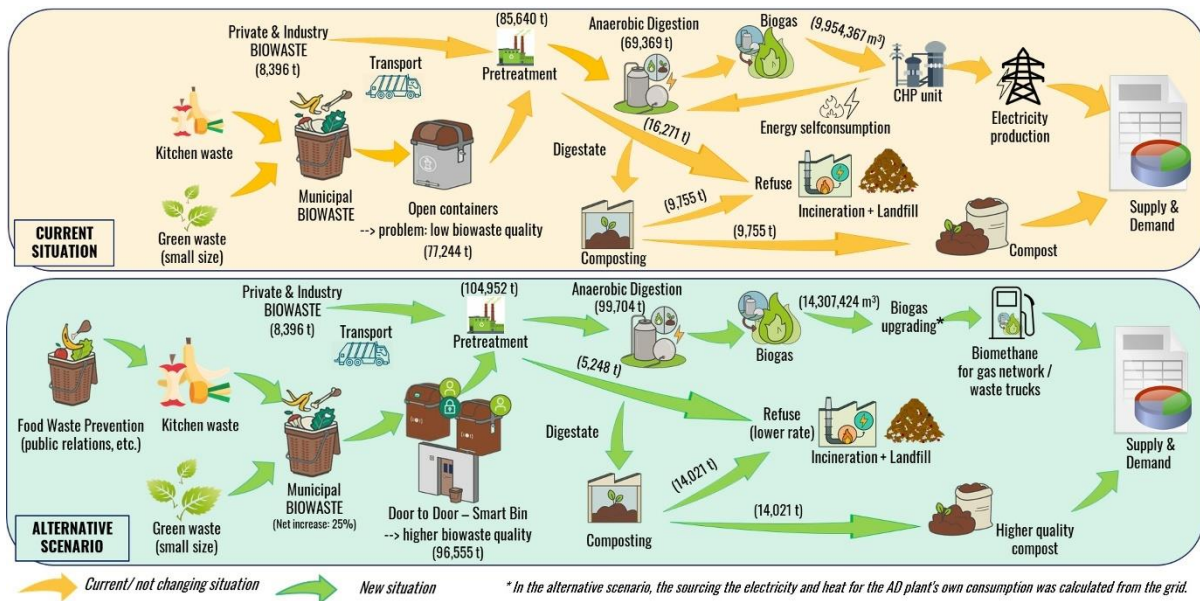 Private & Industry
BIOWASTE
(8,396 t)
Transport
(85,640 t)
Pretreatment
Anaerobic Digestion
(69,369 t)
Biogas
(9,954,367 m³)
CHP unit
Electricity
production
Energy selfconsumption
Kitchen waste
Green waste
(small size)
Municipal
BIOWASTE
Open containers
--> problem: low biowaste quality
(77,244 t)
Digestate
(16,271 t)
Refuse
Incineration + Landfill
(9,755 t)
(9,755 t)
Composting
Compost
Supply &
Demand
CURRENT
SITUATION
Private & Industry
BIOWASTE
(8,396 t)
Transport
(104,952 t)
Pretreatment
Anaerobic Digestion
(99,704 t)
Biogas
(14,307,424 m³)
Biogas
upgrading*
Biomethane
for gas network /
waste trucks
Food Waste Prevention
(public relations, etc.)
Kitchen waste
Green waste
(small size)
Municipal
BIOWASTE
(Net increase: 25%)
Door to Door – Smart Bin
--> higher biowaste quality
(96,555 t)
Digestate
(5,248 t)
Refuse
(lower rate)
Incineration + Landfill
(14,021 t)
(14,021 t)
Composting
Higher quality
compost
Supply &
Demand
ALTERNATIVE
SCENARIO
Current/ not changing situation
New situation
* In the alternative scenario, the sourcing the electricity and heat for the AD plant's own consumption was calculated from the grid.